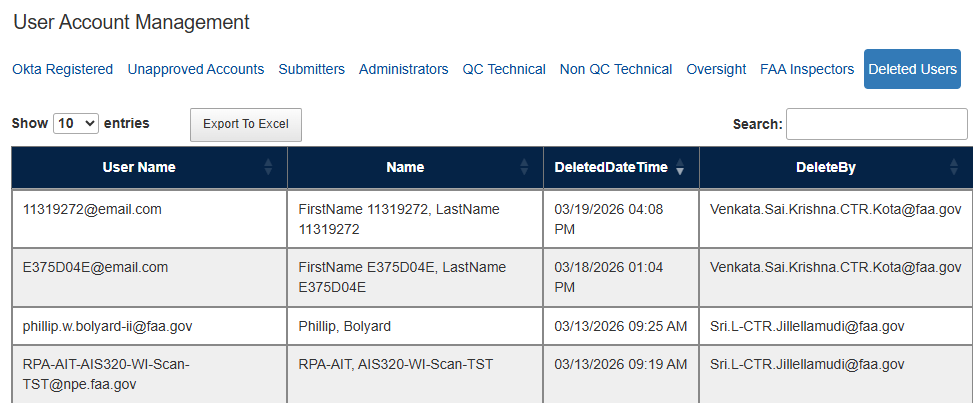 User Account Management
Okta Registered Unapproved Accounts Submitters Administrators QC Technical Non QC Technical Oversight FAA Inspectors Deleted Users
Show 10 entries Export To Excel Search:
User Name Name DeletedDateTime DeleteBy
11319272@email.com FirstName 11319272, LastName 03/19/2026 04:08 Venkata.Sai.Krishna.CTR.Kota@faa.gov
11319272 PM
E375D04E@email.com FirstName E375D04E, LastName 03/18/2026 01:04 Venkata.Sai.Krishna.CTR.Kota@faa.gov
E375D04E PM
phillip.w.bolyard-ii@faa.gov Phillip, Bolyard 03/13/2026 09:25 AM Sri.L-CTR.Jillellamudi@faa.gov
RPA-AIT-AIS320-WI-Scan- RPA-AIT, AIS320-WI-Scan-TST 03/13/2026 09:19 AM Sri.L-CTR.Jillellamudi@faa.gov
TST@npe.faa.gov